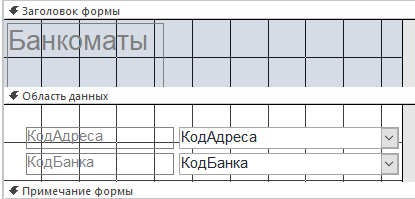 Заголовок формы
Банкоматы
Область данных
КодАдреса КодАдреса
КодБанка КодБанка
Примечание формы